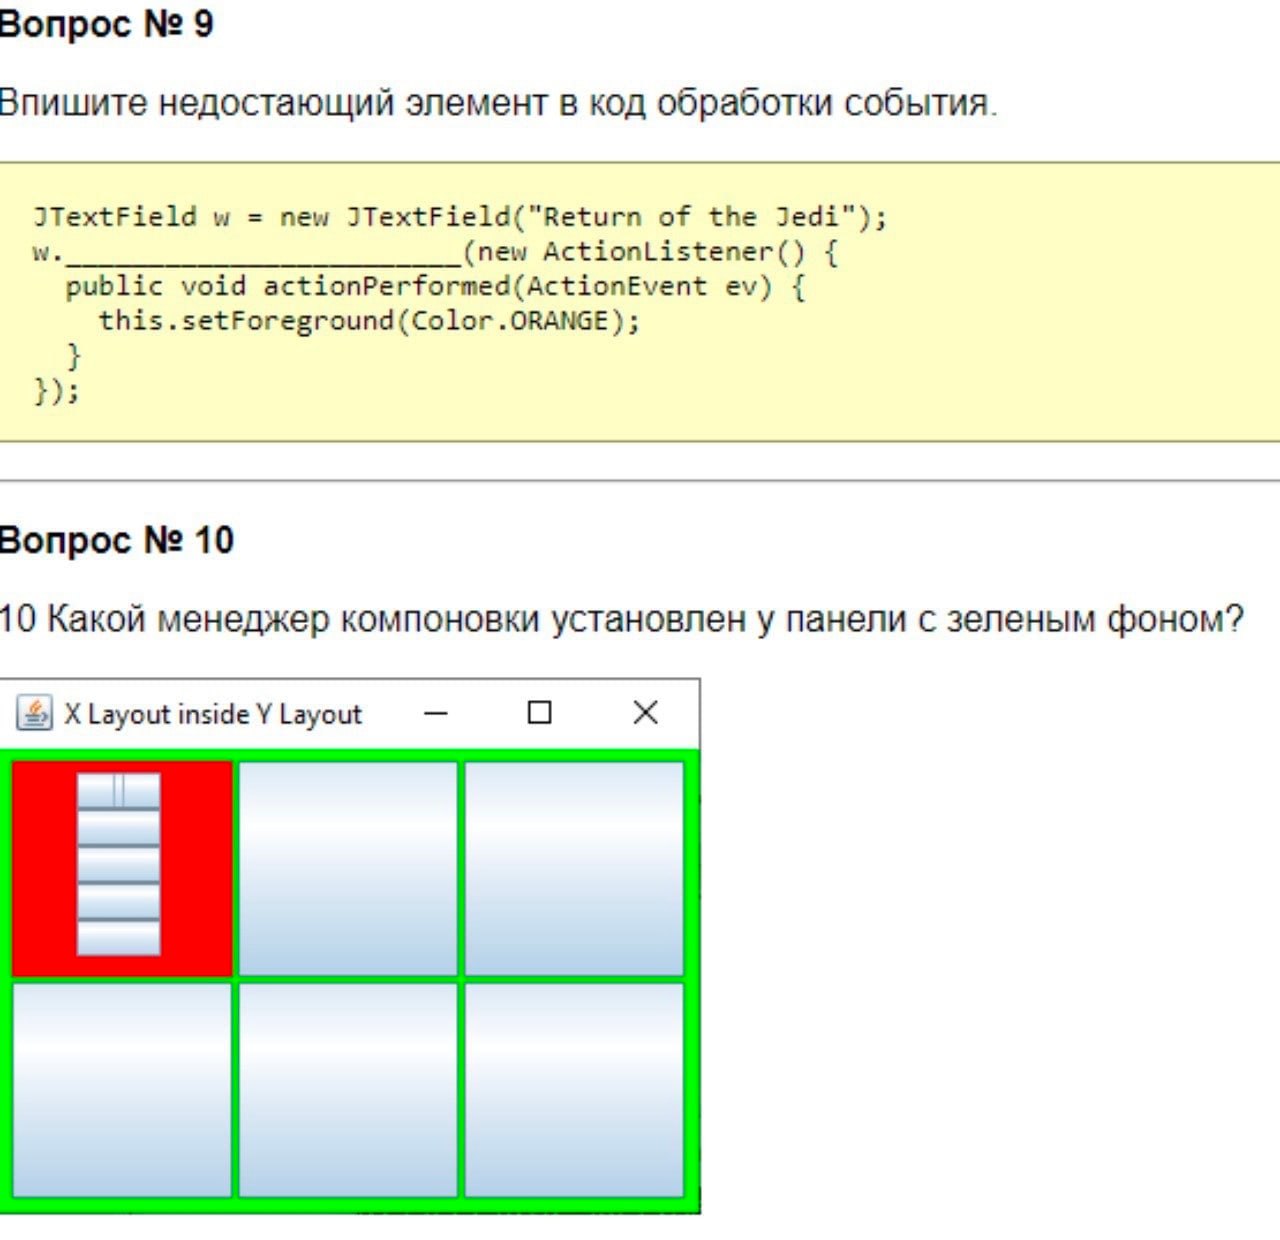 Вопрос № 9
Впишите недостающий элемент в код обработки события.
JTextField w = new JTextField("Return of the Jedi");
w.________________________(new ActionListener() {
public void actionPerformed(ActionEvent ev) {
this.setForeground(Color.ORANGE);
}
});
Вопрос № 10
10 Какой менеджер компоновки установлен у панели с зеленым фоном?
X Layout inside Y Layout